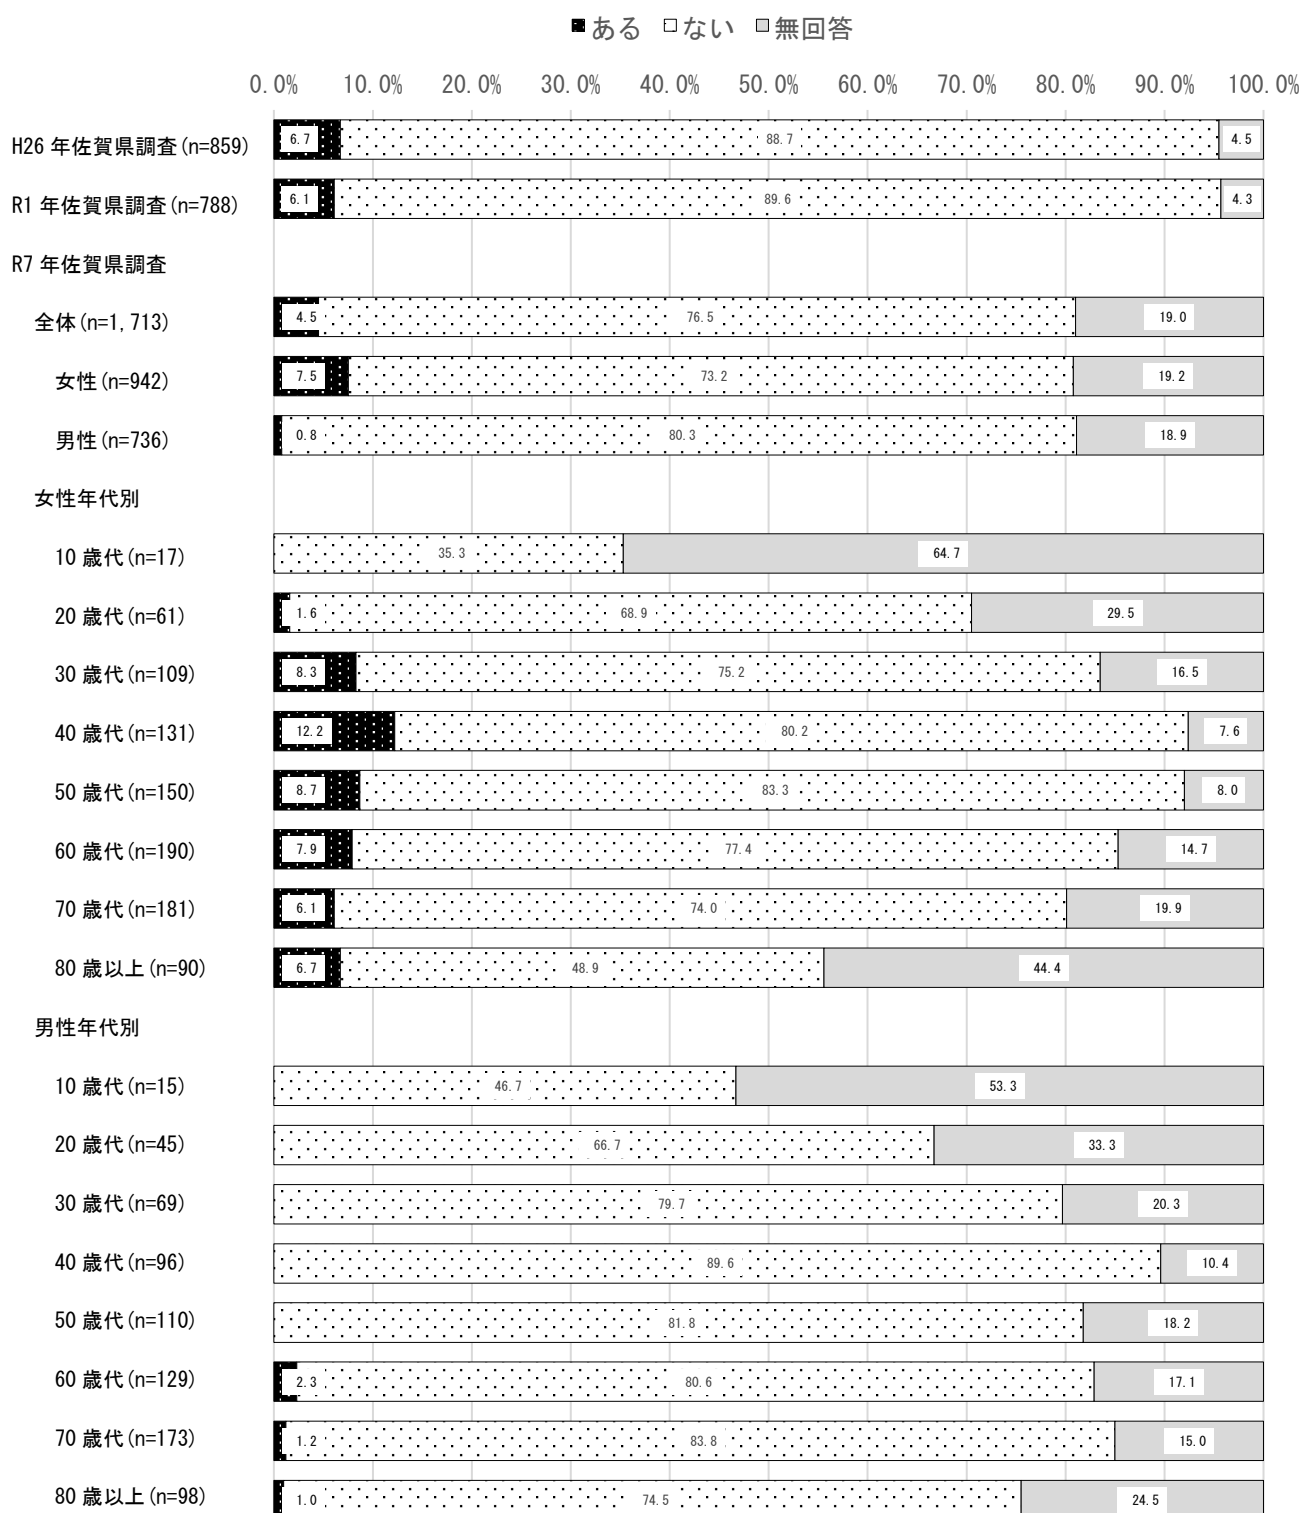 ある ない 無回答
0.0% 10.0% 20.0% 30.0% 40.0% 50.0% 60.0% 70.0% 80.0% 90.0% 100.0%
H26 年佐賀県調査(n=859) 6.7 88.7 4.5
R1 年佐賀県調査(n=788) 6.1 89.6 4.3
R7 年佐賀県調査
全体(n=1,713) 4.5 76.5 19.0
女性(n=942) 7.5 73.2 19.2
男性(n=736) 0.8 80.3 18.9
女性年代別
10 歳代(n=17) 35.3 64.7
20 歳代(n=61) 1.6 68.9 29.5
30 歳代(n=109) 8.3 75.2 16.5
40 歳代(n=131) 12.2 80.2 7.6
50 歳代(n=150) 8.7 83.3 8.0
60 歳代(n=190) 7.9 77.4 14.7
70 歳代(n=181) 6.1 74.0 19.9
80 歳以上(n=90) 6.7 48.9 44.4
男性年代別
10 歳代(n=15) 46.7 53.3
20 歳代(n=45) 66.7 33.3
30 歳代(n=69) 79.7 20.3
40 歳代(n=96) 89.6 10.4
50 歳代(n=110) 81.8 18.2
60 歳代(n=129) 2.3 80.6 17.1
70 歳代(n=173) 1.2 83.8 15.0
80 歳以上(n=98) 1.0 74.5 24.5